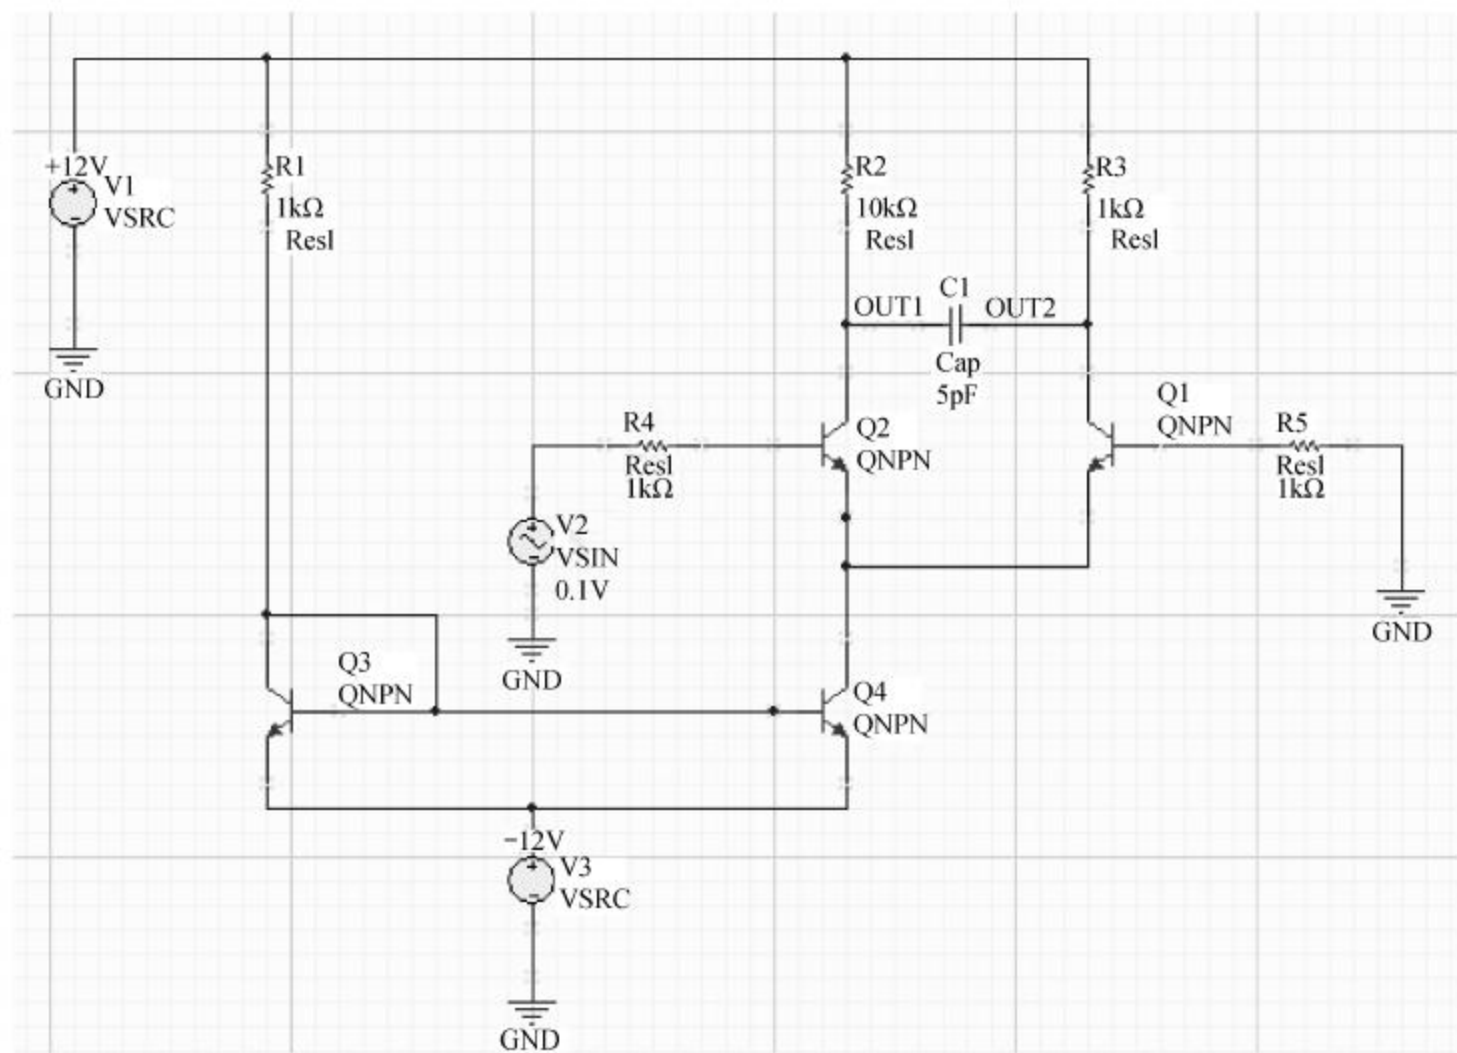 +12V
V1
VSRC
GND
R1
1kΩ
Resl
R2
10kΩ
Resl
R3
1kΩ
Resl
OUT1
C1
OUT2
Cap
5pF
R4
Resl
1kΩ
Q2
QNPN
Q1
QNPN
R5
Resl
1kΩ
GND
V2
VSIN
0.1V
GND
Q3
QNPN
Q4
QNPN
−12V
V3
VSRC
GND